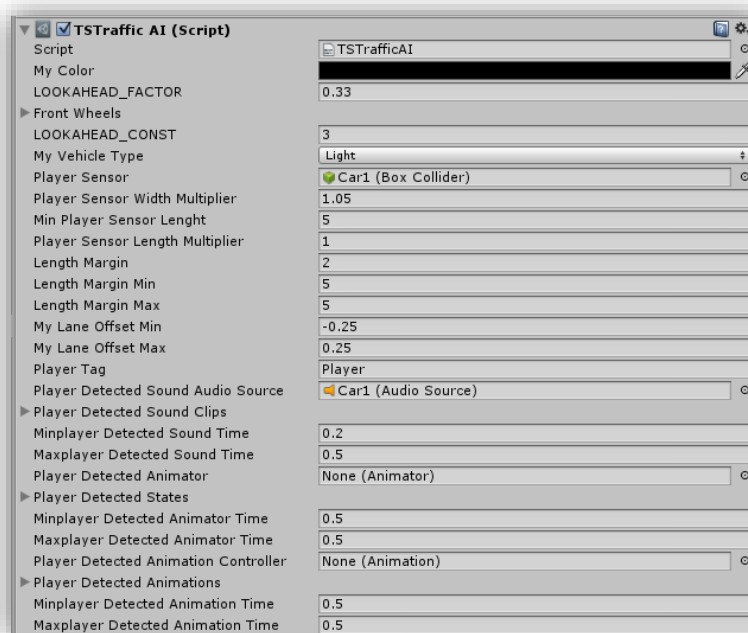 TSTraffic AI (Script)
Script TSTrafficAI
My Color
LOOKAHEAD_FACTOR 0.33
Front Wheels
LOOKAHEAD_CONST 3
My Vehicle Type Light
Player Sensor Car1 (Box Collider)
Player Sensor Width Multiplier 1.05
Min Player Sensor Lenght 5
Player Sensor Length Multiplier 1
Length Margin 2
Length Margin Min 5
Length Margin Max 5
My Lane Offset Min -0.25
My Lane Offset Max 0.25
Player Tag Player
Player Detected Sound Audio Source Car1 (Audio Source)
Player Detected Sound Clips
Minplayer Detected Sound Time 0.2
Maxplayer Detected Sound Time 0.5
Player Detected Animator None (Animator)
Player Detected States
Minplayer Detected Animator Time 0.5
Maxplayer Detected Animator Time 0.5
Player Detected Animation Controller None (Animation)
Player Detected Animations
Minplayer Detected Animation Time 0.5
Maxplayer Detected Animation Time 0.5